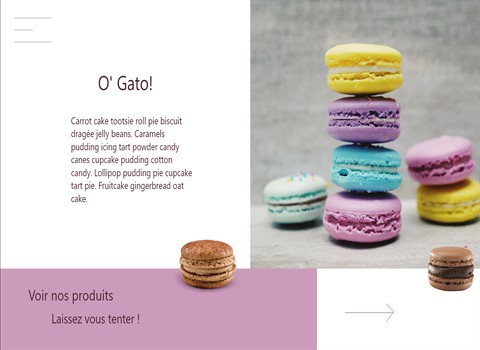 O' Gato!
Carrot cake tootsie roll pie biscuit
dragée jelly beans. Caramels
pudding icing tart powder candy
canes cupcake pudding cotton
candy. Lollipop pudding pie cupcake
tart pie. Fruitcake gingerbread oat
cake.
Voir nos produits
Laissez vous tenter !